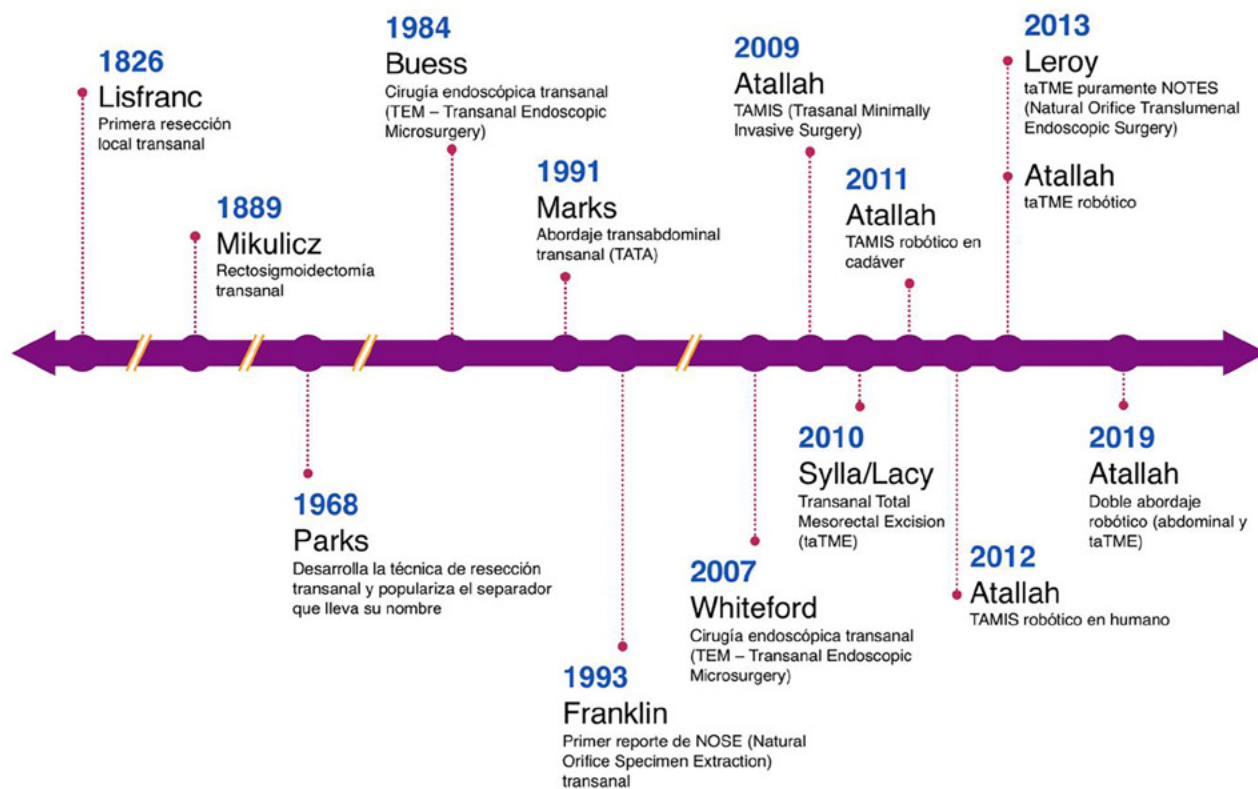 1826
Lisfranc
Primera resección
local transanal
1889
Mikulicz
Rectosigmoidectomía
transanal
1968
Parks
Desarrolla la técnica de resección
transanal y populariza el separador
que lleva su nombre
1984
Buess
Cirugía endoscópica transanal
(TEM – Transanal Endoscopic
Microsurgery)
1991
Marks
Abordaje transabdominal
transanal (TATA)
1993
Franklin
Primer reporte de NOSE (Natural
Orifice Specimen Extraction)
transanal
2007
Whiteford
Cirugía endoscópica transanal
(TEM – Transanal Endoscopic
Microsurgery)
2009
Atallah
TAMIS (Trasanal Minimally
Invasive Surgery)
2010
Sylla/Lacy
Transanal Total
Mesorectal Excision
(taTME)
2011
Atallah
TAMIS robótico en
cadáver
2012
Atallah
TAMIS robótico en humano
2013
Leroy
taTME puramente NOTES
(Natural Orifice Translumenal
Endoscopic Surgery)
Atallah
taTME robótico
2019
Atallah
Doble abordaje
robótico (abdominal y
taTME)